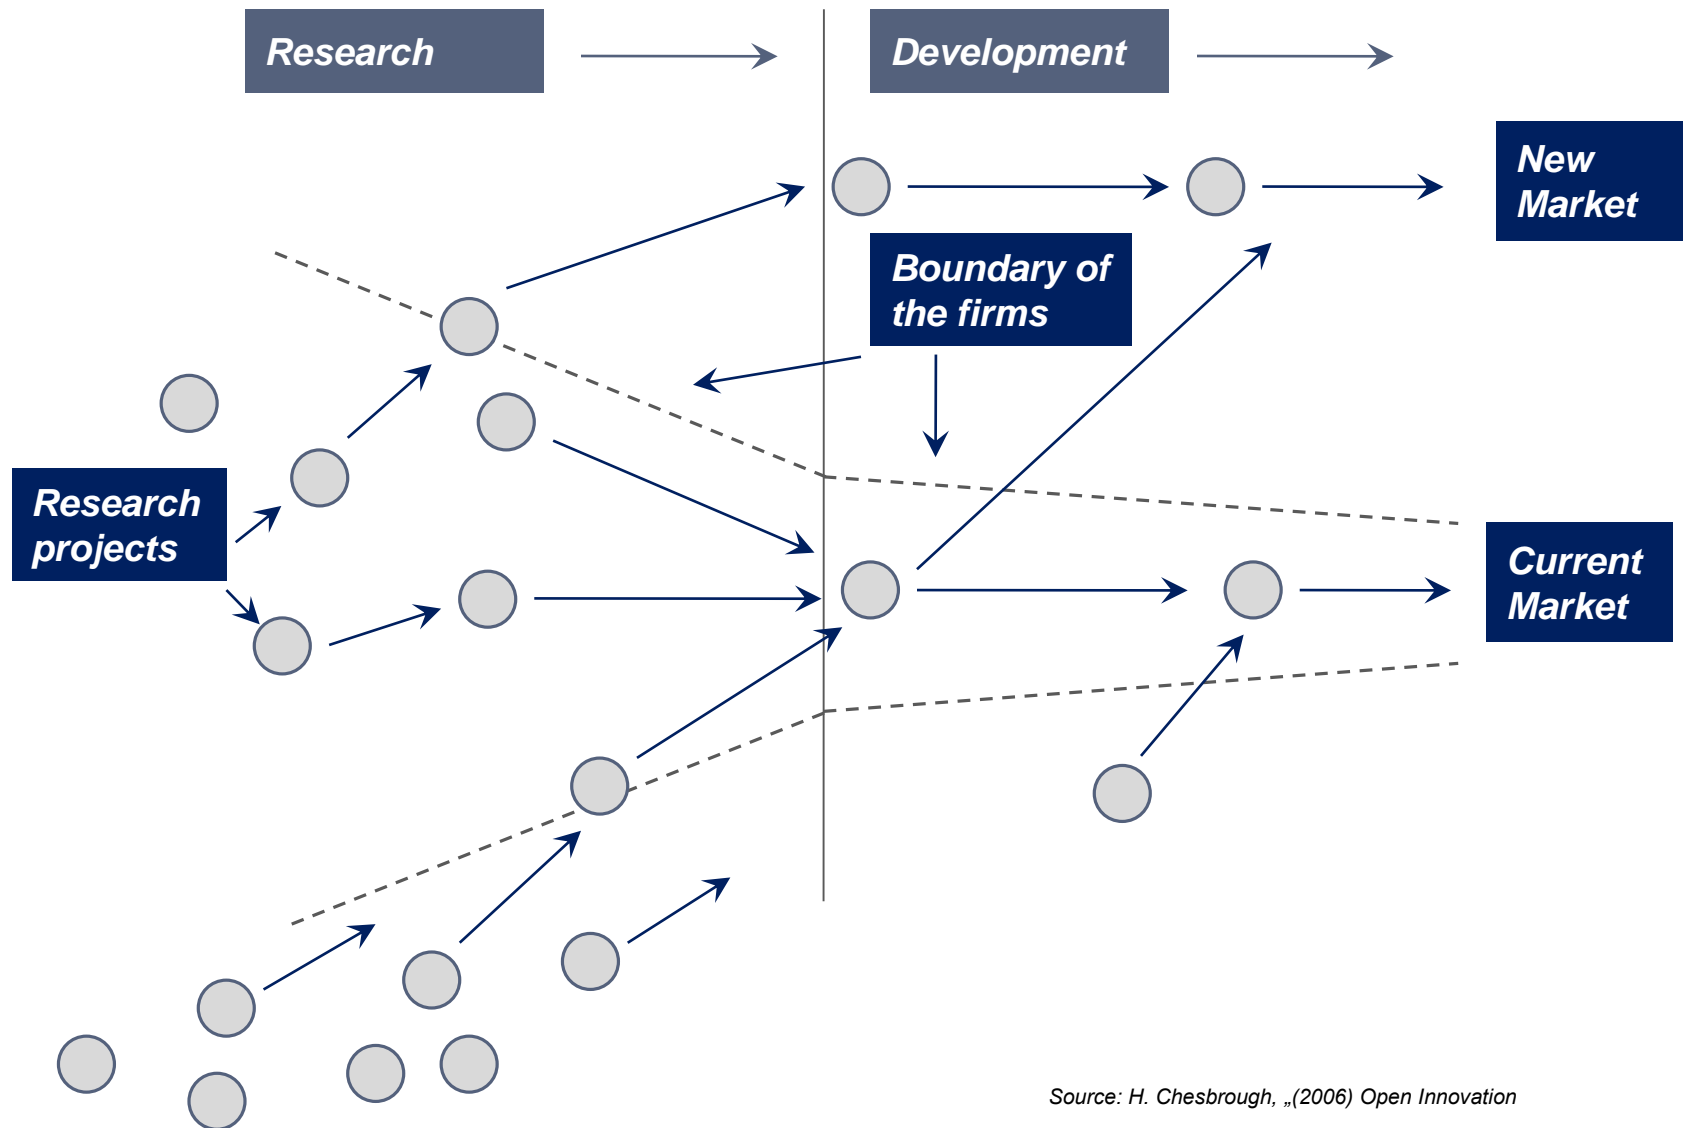 Research
Development
New
Market
Boundary of
the firms
Research
projects
Current
Market
Source: H. Chesbrough, „(2006) Open Innovation